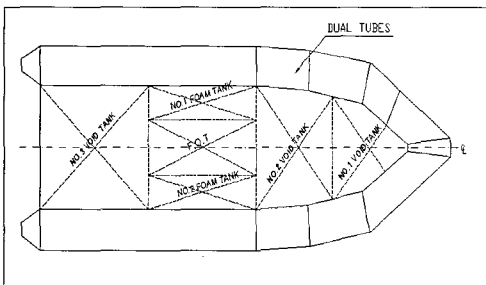 DUAL TUBES
NO.1 FOAM TANK
NO.3 VOID TANK
F.O.T
NO.2 VOID TANK
NO.1 VOID TANK
NO.2 FOAM TANK
℄